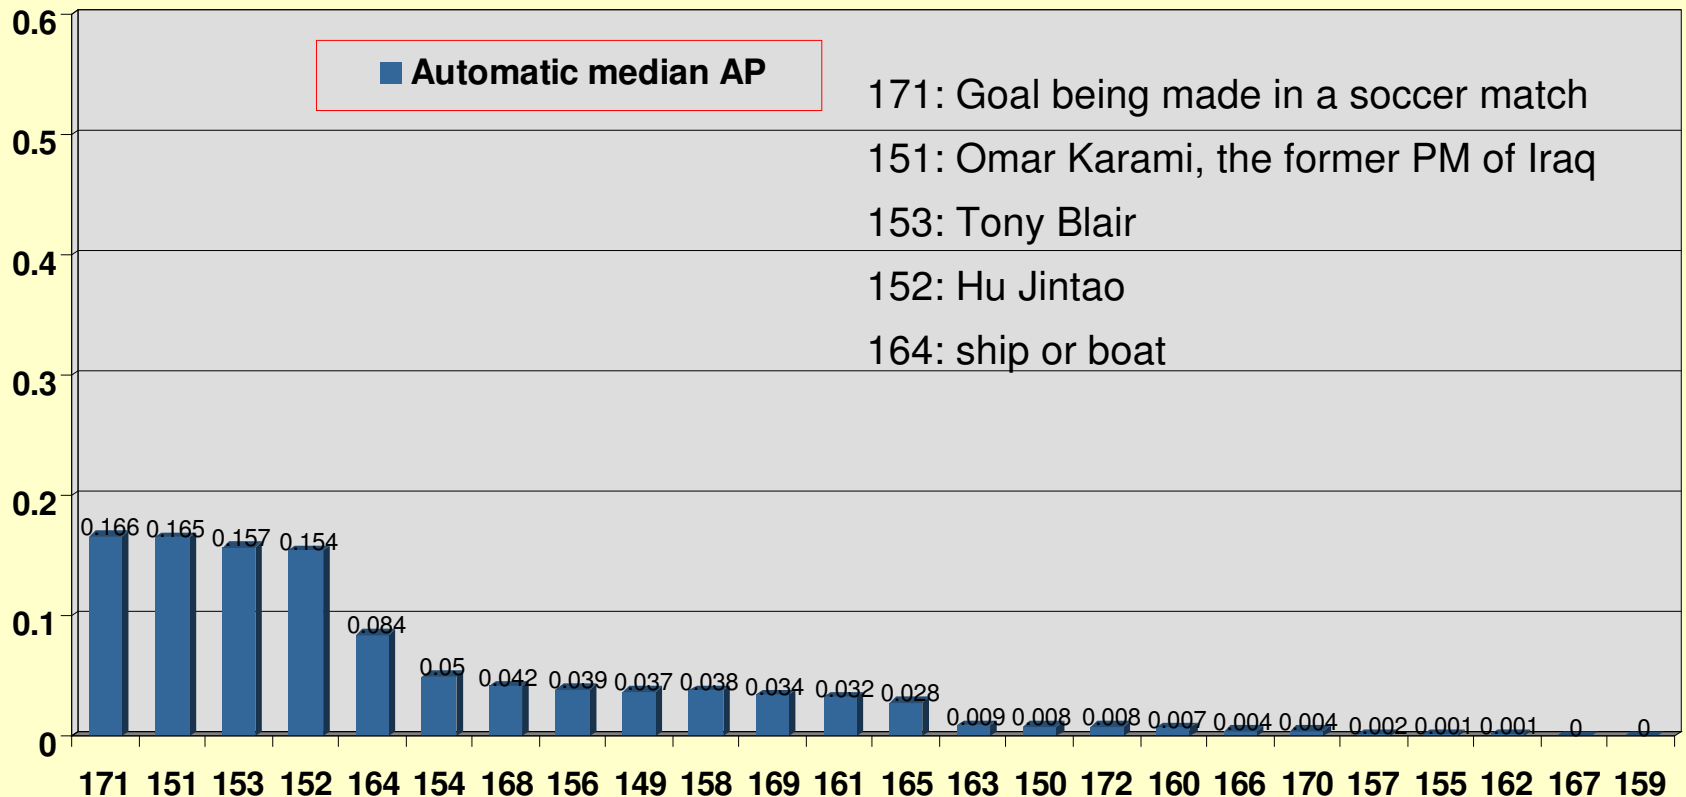 0.6
Automatic median AP
171: Goal being made in a soccer match
0.5
151: Omar Karami, the former PM of Iraq
153: Tony Blair
0.4
152: Hu Jintao
164: ship or boat
0.3
0.2
0.166 0.165 0.157 0.154
0.1
0.084
0.05 0.042 0.039 0.037 0.038 0.034 0.032 0.028
0.009 0.008 0.008 0.007 0.004 0.004 0.002 0.001 0.001 0 0
0
171 151 153 152 164 154 168 156 149 158 169 161 165 163 150 172 160 166 170 157 155 162 167 159